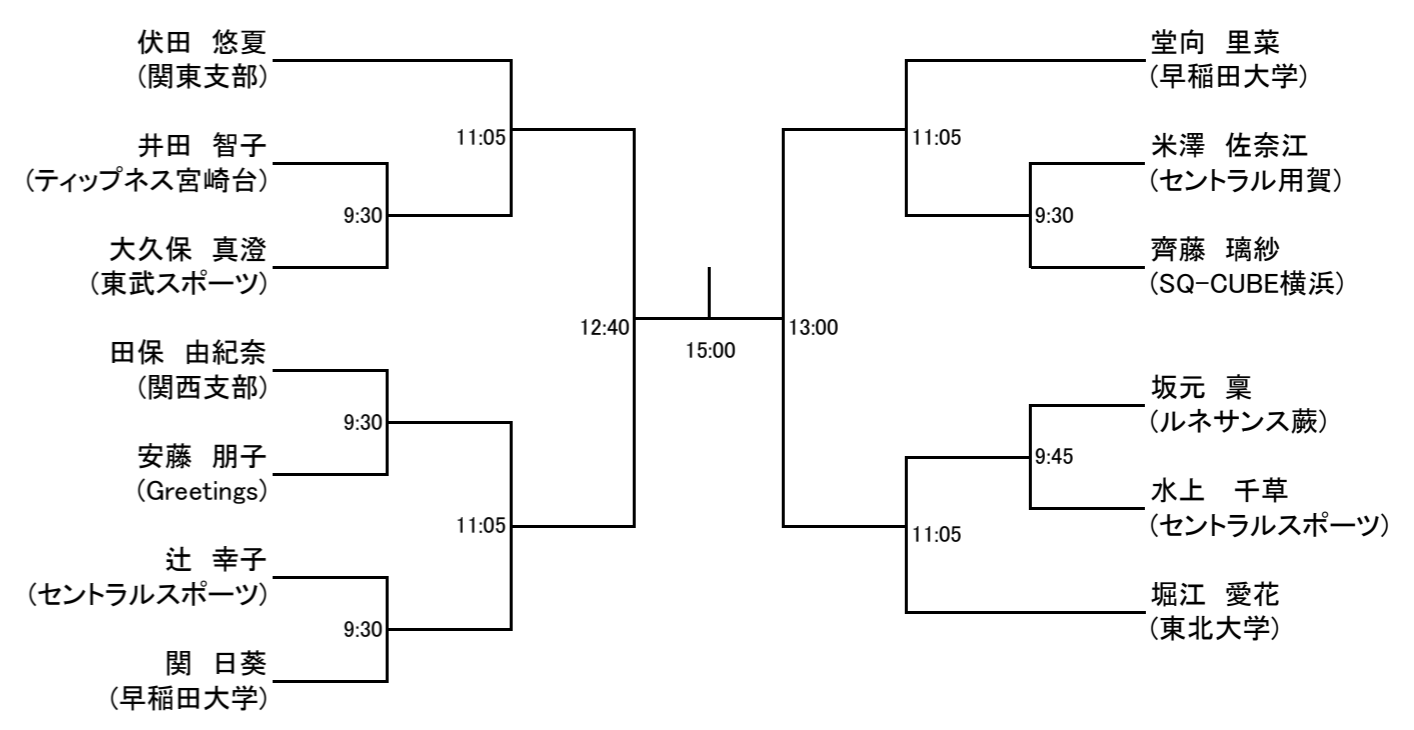 伏田　悠夏
(関東支部)
11:05
井田　智子
(ティップネス宮崎台)
9:30
大久保　真澄
(東武スポーツ)
12:40
田保　由紀奈
(関西支部)
9:30
安藤　朋子
(Greetings)
11:05
辻　幸子
(セントラルスポーツ)
9:30
関　日葵
(早稲田大学)
15:00
堂向　里菜
(早稲田大学)
11:05
米澤　佐奈江
(セントラル用賀)
9:30
齊藤　璃紗
(SQ-CUBE横浜)
13:00
坂元　稟
(ルネサンス蕨)
9:45
水上　千草
(セントラルスポーツ)
11:05
堀江　愛花
(東北大学)